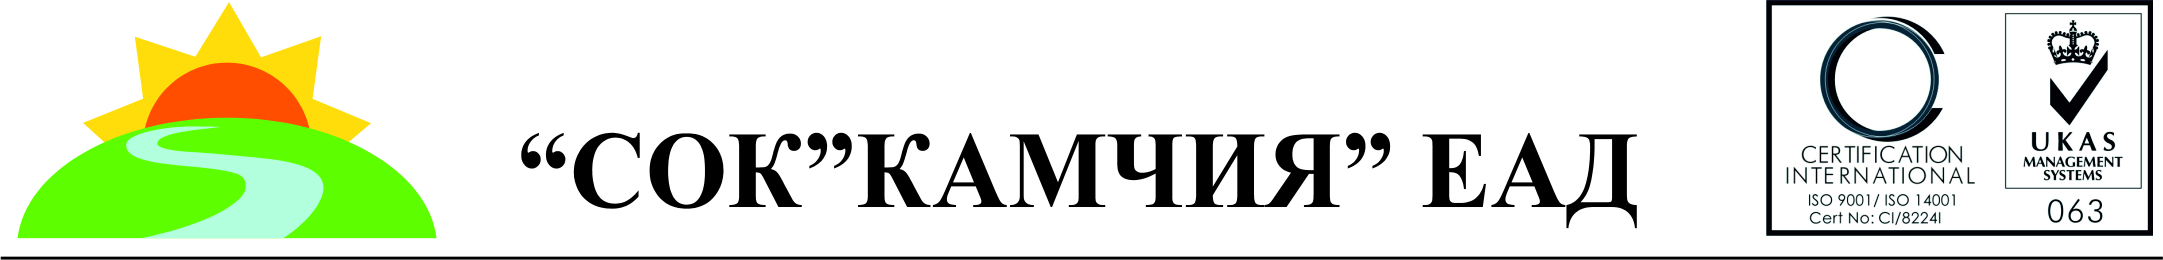 “СОК”КАМЧИЯ” ЕАД
CERTIFICATION
INTERNATIONAL
ISO 9001/ ISO 14001
Cert No: CI/8224I
UKAS
MANAGEMENT
SYSTEMS
063